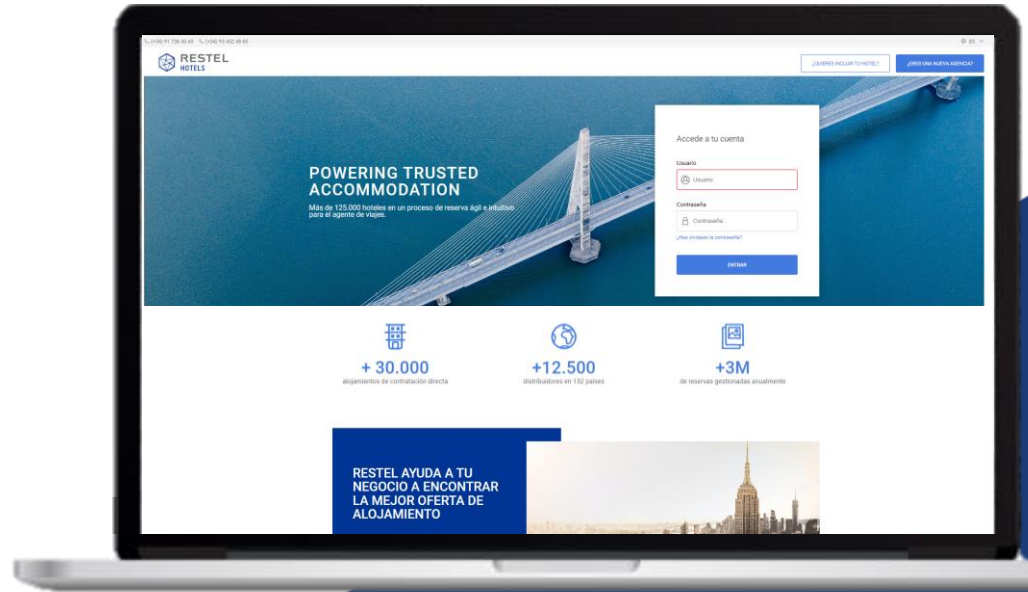 RESTEL
HOTELS
¿QUIERES INCLUIR TU HOTEL?
¿ERES UNA NUEVA AGENCIA?
POWERING TRUSTED
ACCOMMODATION
Más de 125.000 hoteles en un proceso de reserva ágil e intuitivo
para el agente de viajes.
Accede a tu cuenta
Usuario
Usuario
Contraseña
Contraseña
¿Has olvidado la contraseña?
ENTRAR
+ 30.000
alojamientos de contratación directa
+12.500
distribuidores en 152 países
+3M
de reservas gestionadas anualmente
RESTEL AYUDA A TU
NEGOCIO A ENCONTRAR
LA MEJOR OFERTA DE
ALOJAMIENTO